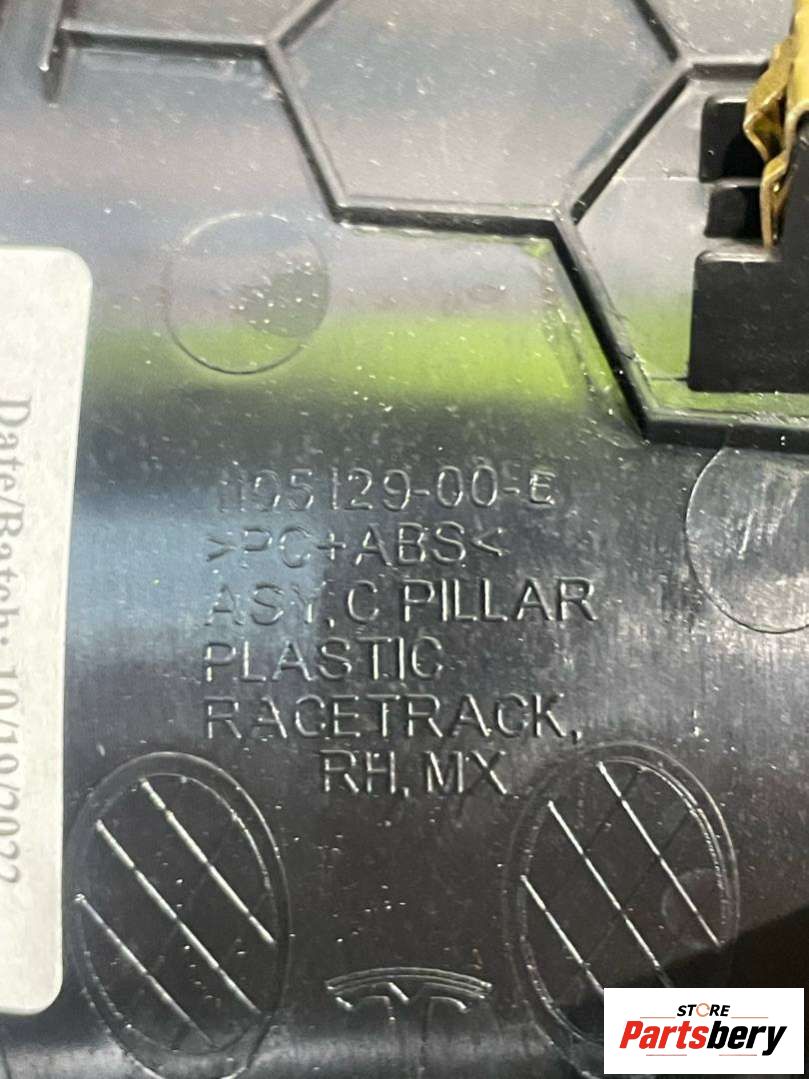 1105129-00-E
>PC+ABS<
ASY, C PILLAR
PLASTIC
RACETRACK,
RH, MX
Date/Batch: 10/19/2022
STORE
Partsbery